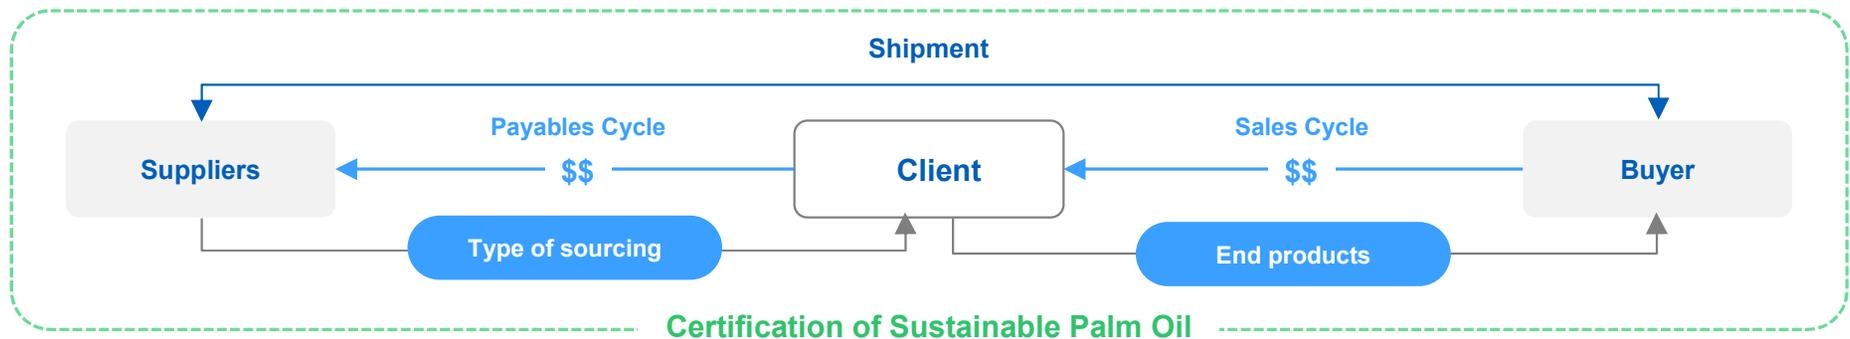 Shipment
Payables Cycle
Sales Cycle
Suppliers
$$
Client
$$
Buyer
Type of sourcing
End products
Certification of Sustainable Palm Oil